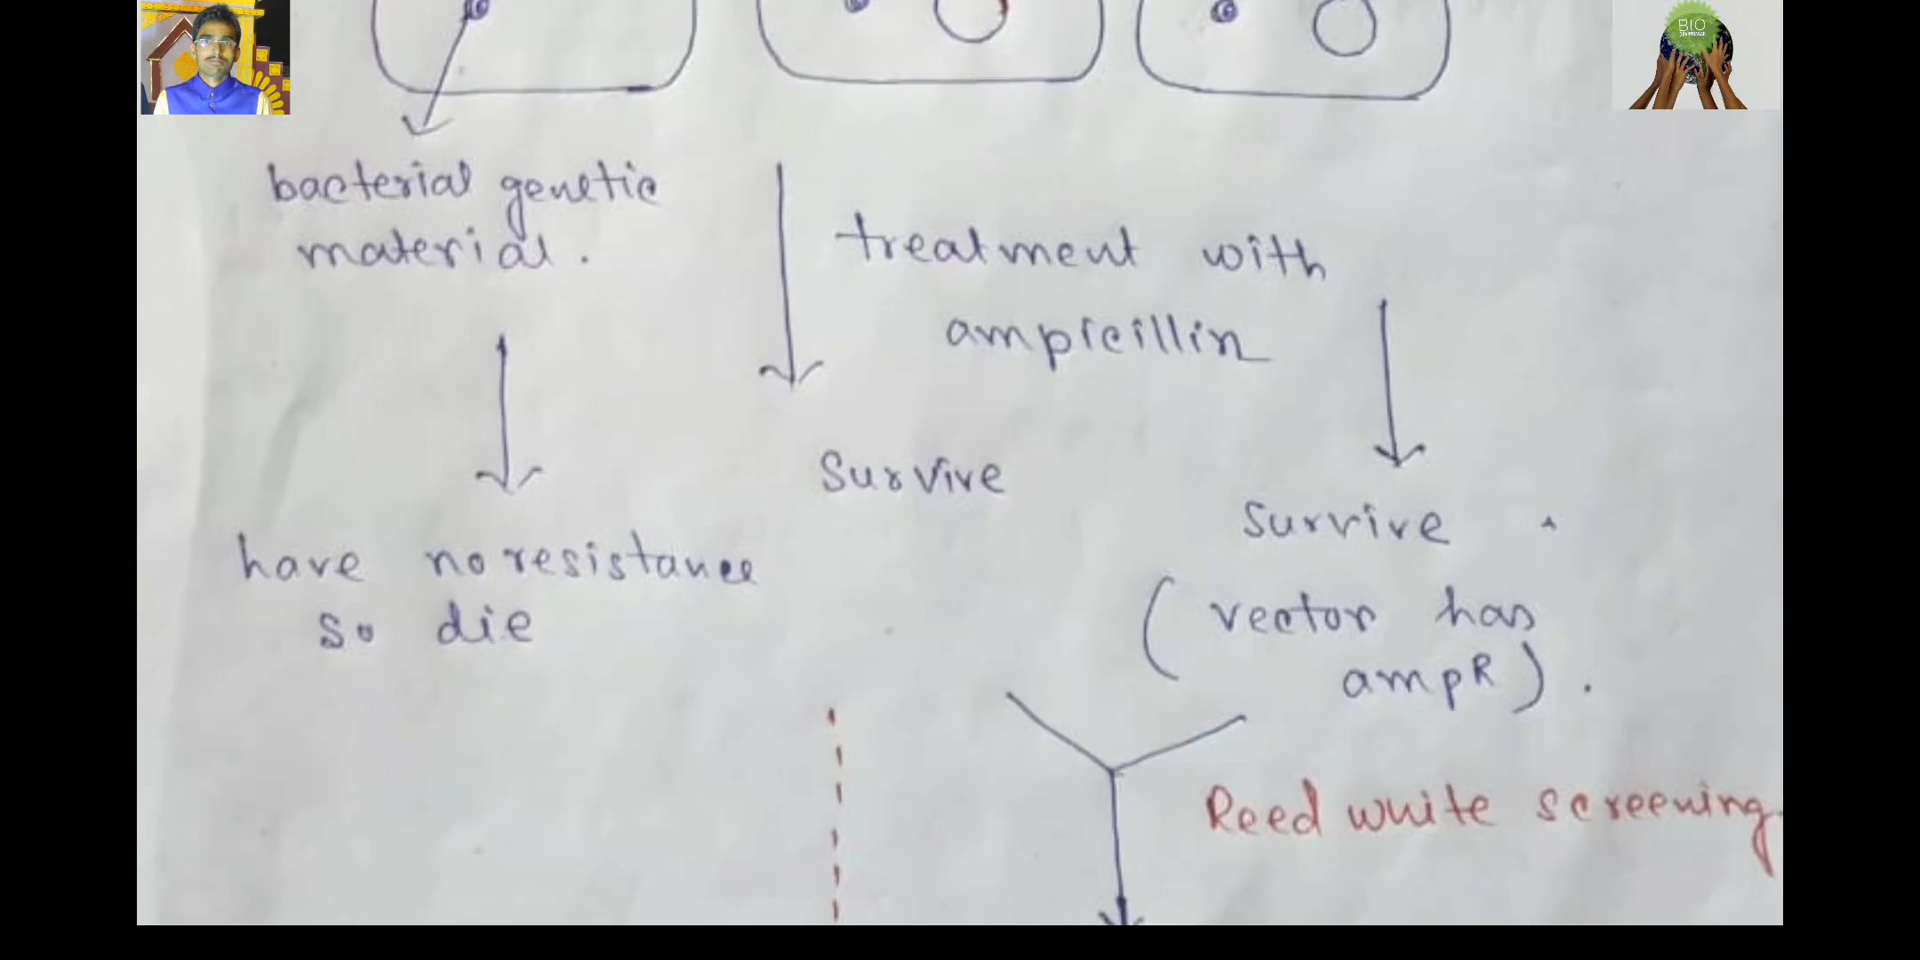 BIO
bacterial genetic
material.
treatment with
ampicillin
Survive
survive
have no resistance
so die
(vector has
ampR).
Reed white screening